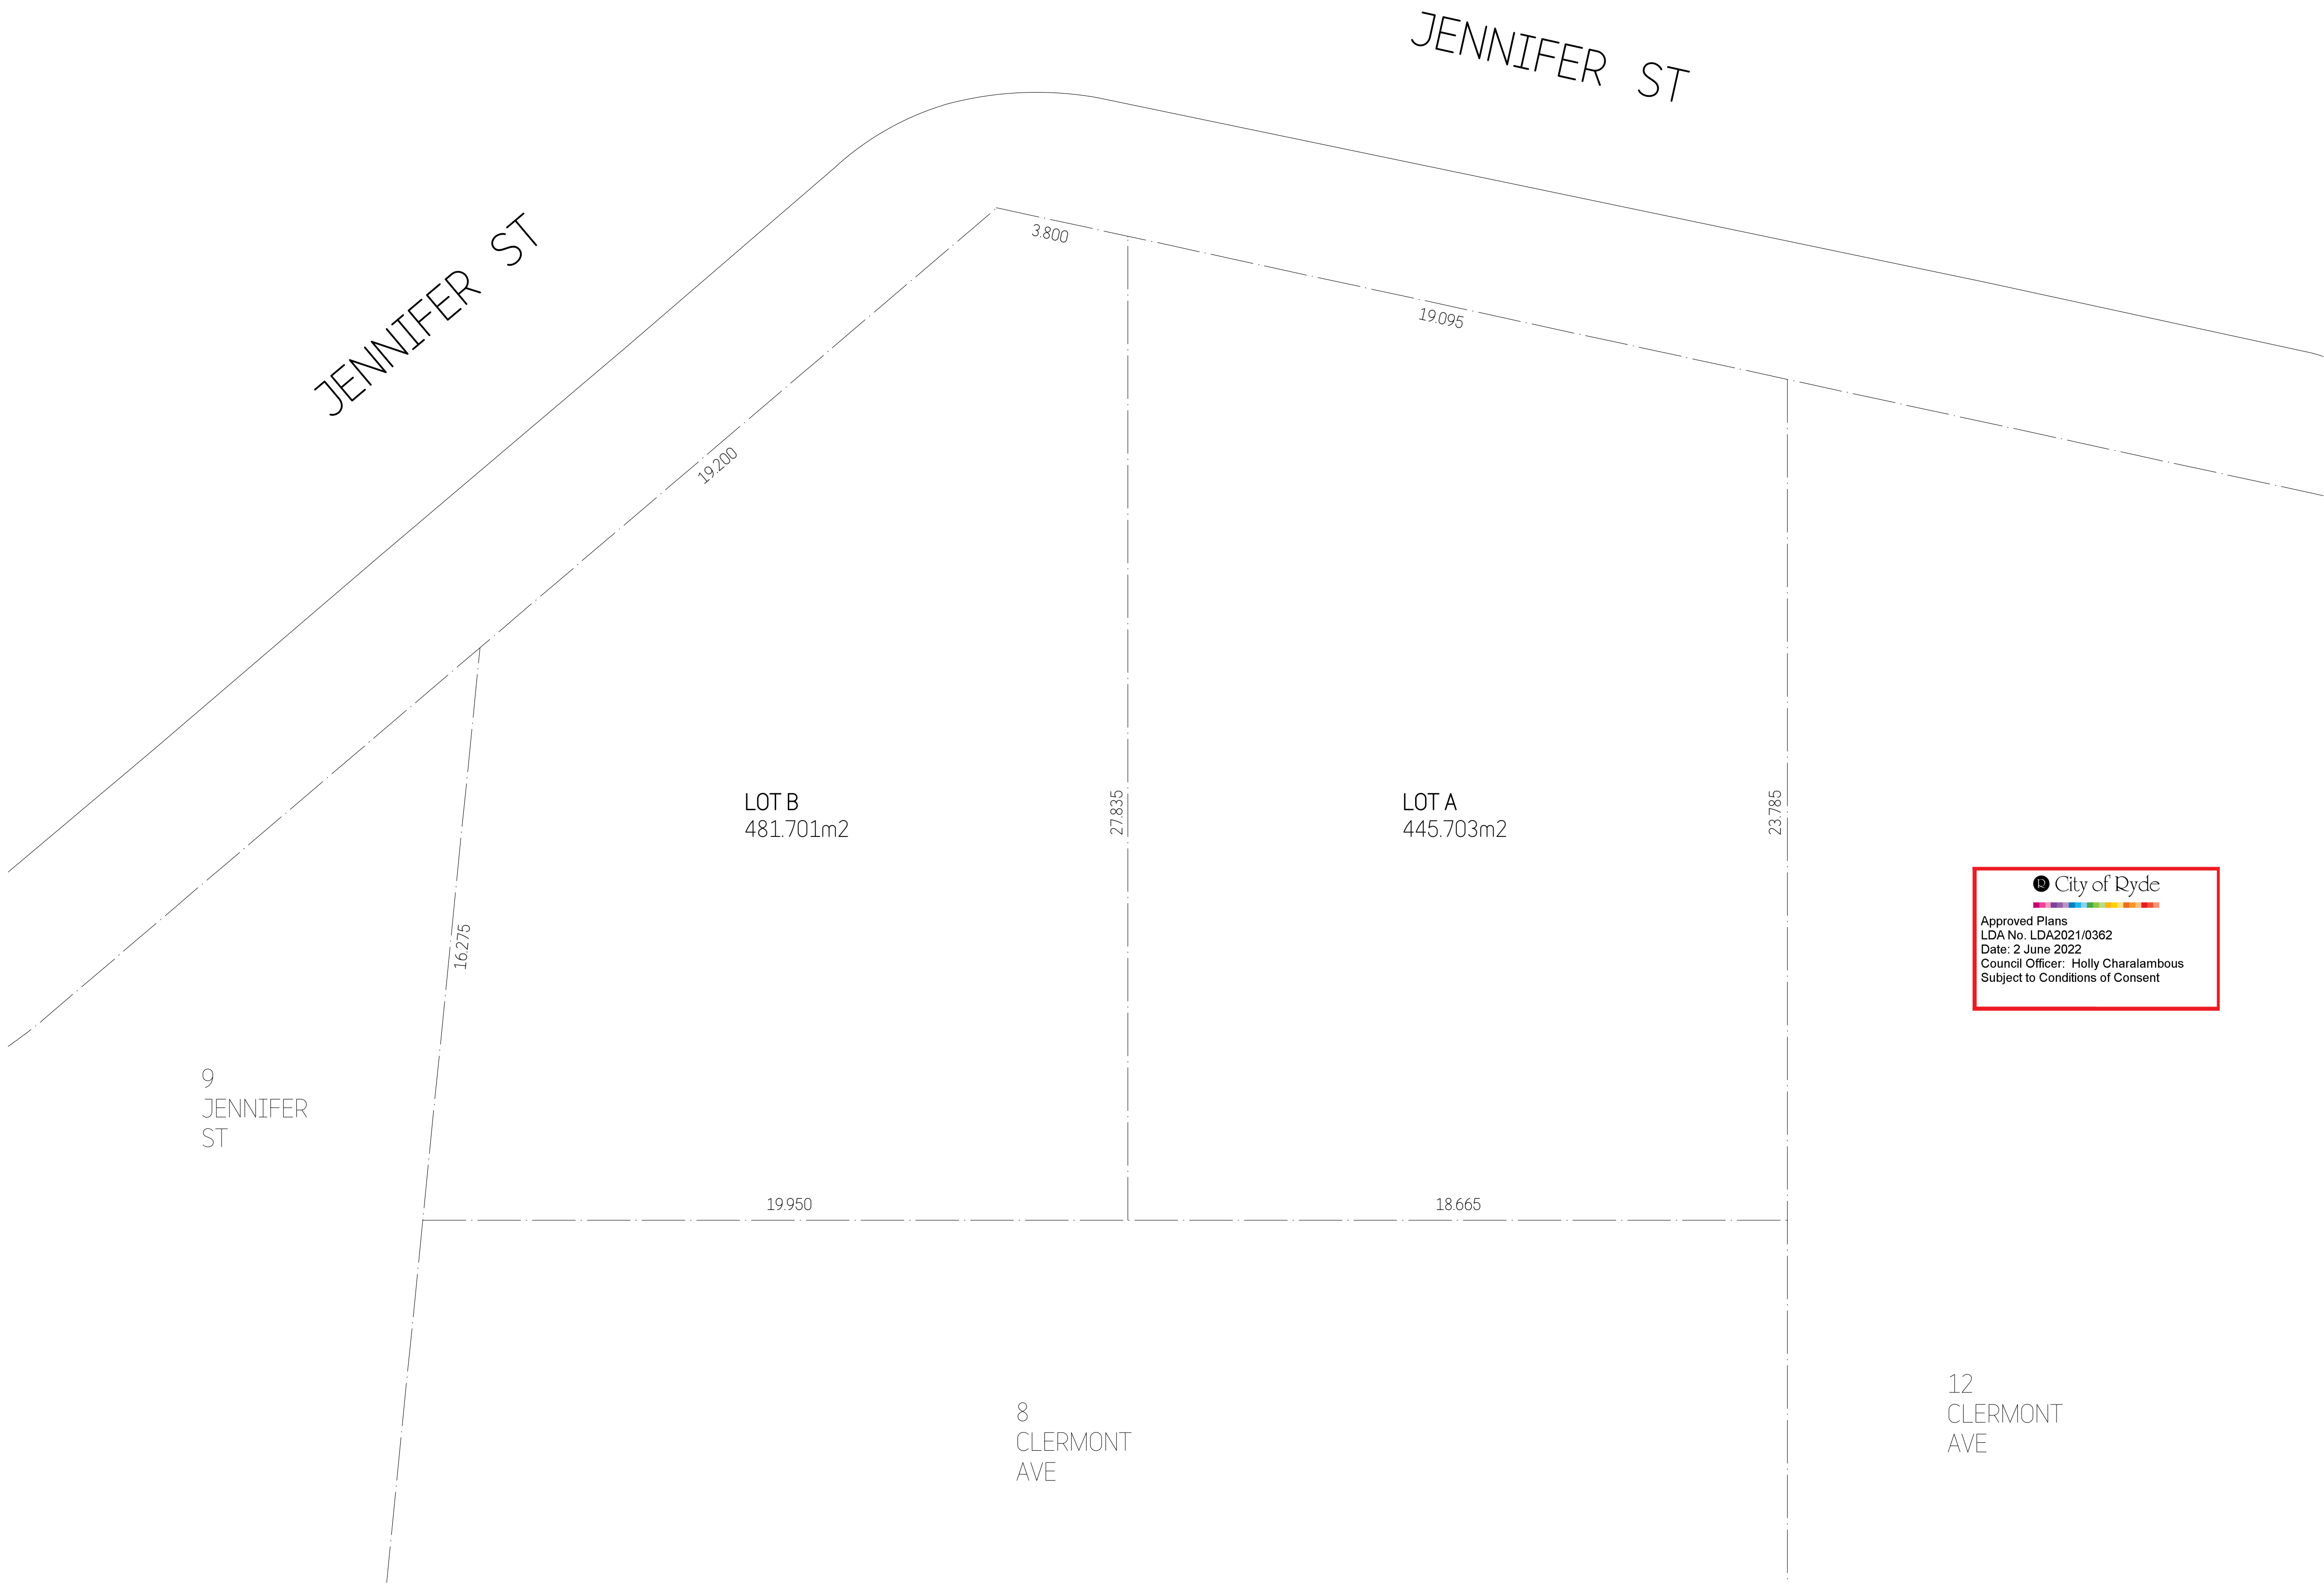 JENNIFER ST
JENNIFER ST
3.800
19.095
19.200
LOT B
481.701m2
27.835
LOT A
445.703m2
23.785
16.275
R City of Ryde
Approved Plans
LDA No. LDA2021/0362
Date: 2 June 2022
Council Officer: Holly Charalambous
Subject to Conditions of Consent
9
JENNIFER
ST
19.950
18.665
8
CLERMONT
AVE
12
CLERMONT
AVE